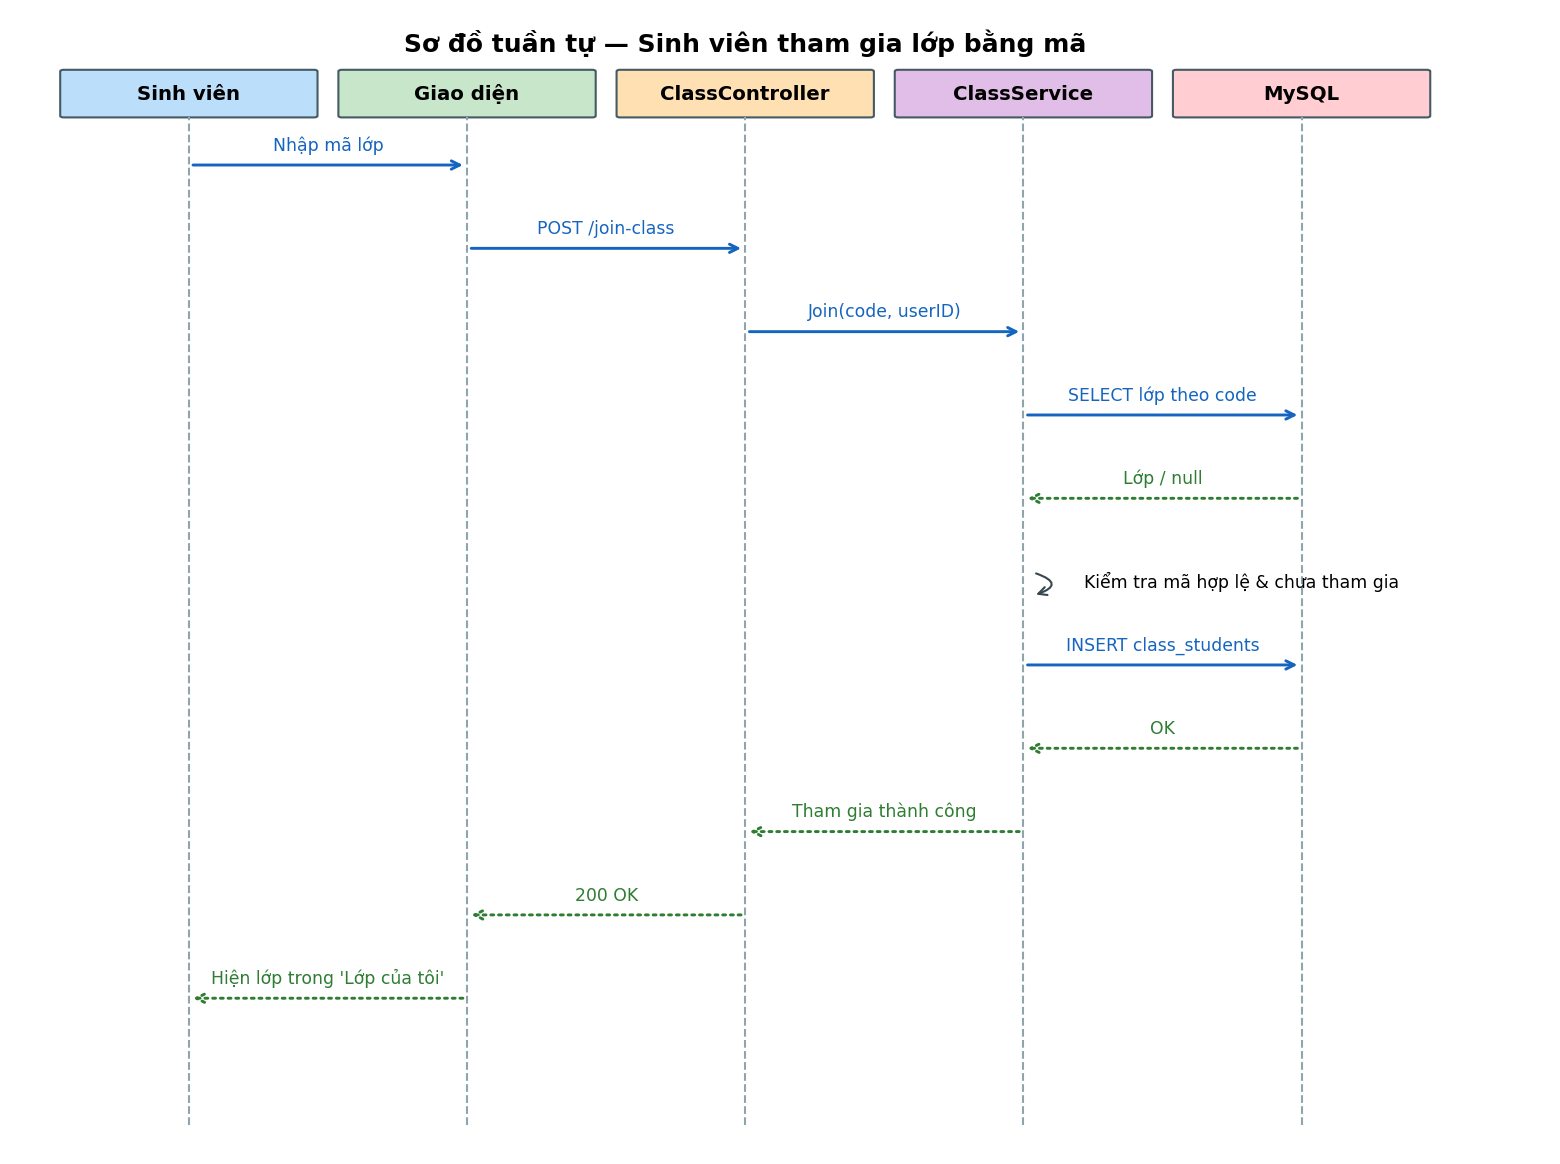 Sơ đồ tuần tự — Sinh viên tham gia lớp bằng mã
Sinh viên
Giao diện
ClassController
ClassService
MySQL
Nhập mã lớp
POST /join-class
Join(code, userID)
SELECT lớp theo code
Lớp / null
Kiểm tra mã hợp lệ & chưa tham gia
INSERT class_students
OK
Tham gia thành công
200 OK
Hiện lớp trong 'Lớp của tôi'